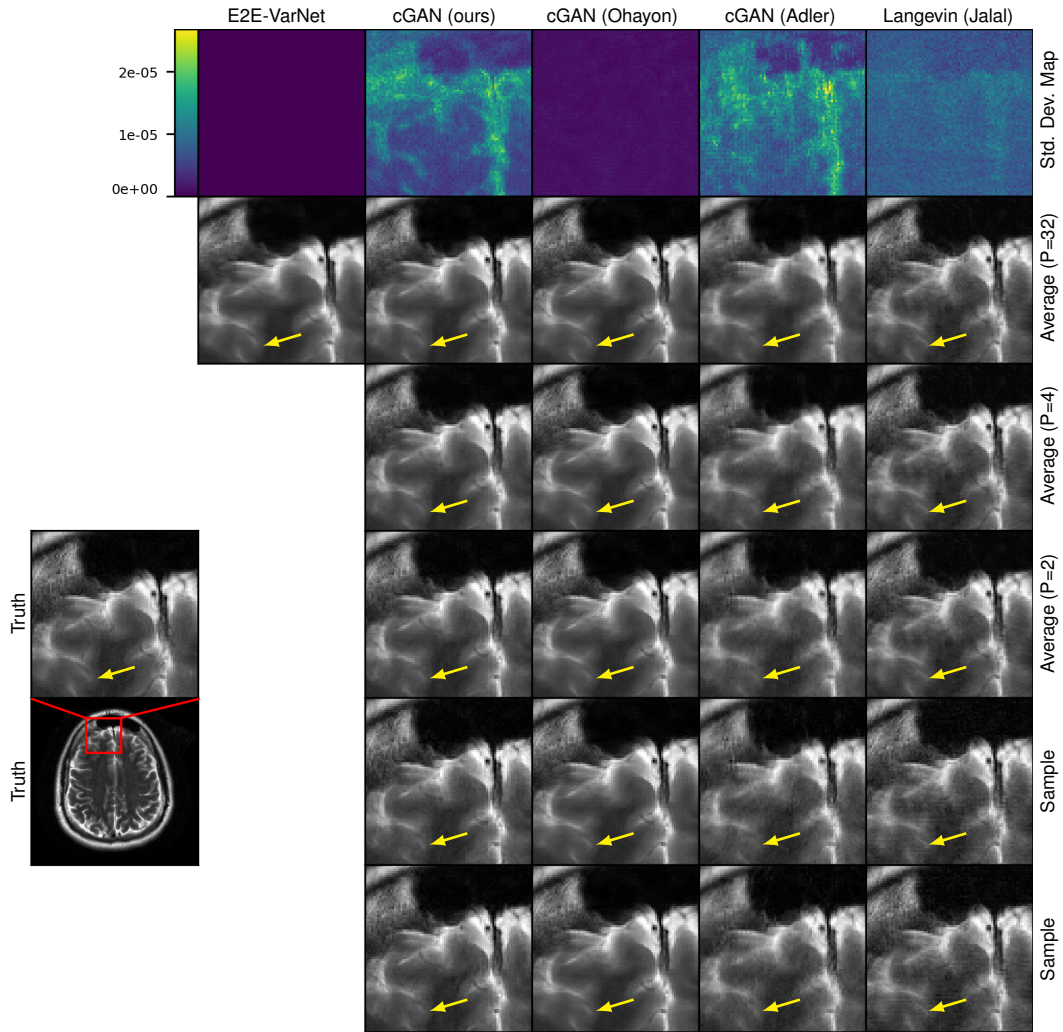 E2E-VarNet
cGAN (ours)
cGAN (Ohayon)
cGAN (Adler)
Langevin (Jalal)
2e-05
1e-05
0e+00
Std. Dev. Map
Average (P=32)
Average (P=4)
Truth
Average (P=2)
Truth
Sample
Sample